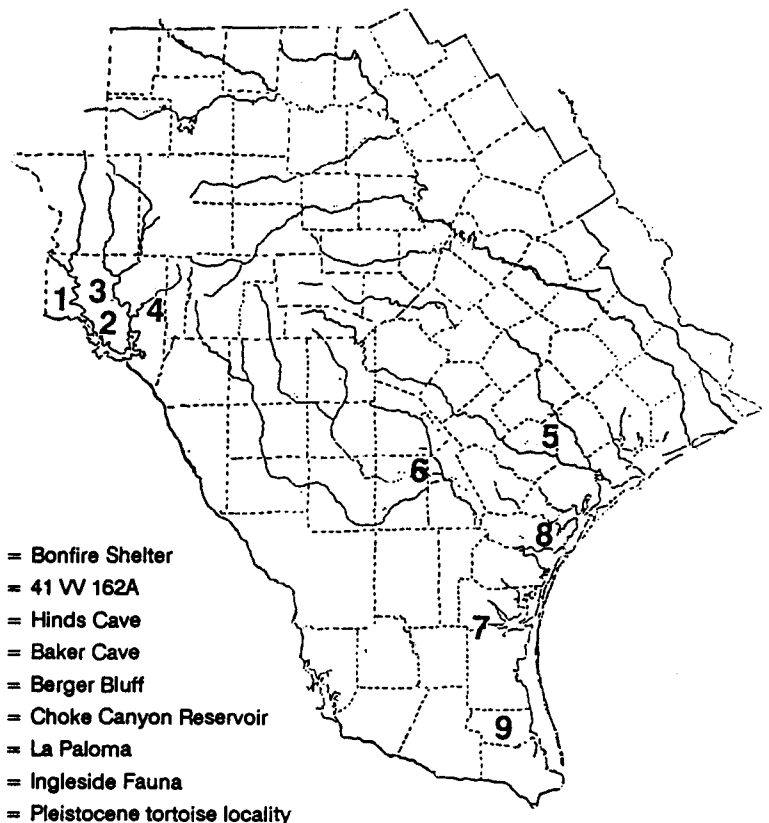 1
3
2
4
5
6
8
7
9
= Bonfire Shelter
= 41 VV 162A
= Hinds Cave
= Baker Cave
= Berger Bluff
= Choke Canyon Reservoir
= La Paloma
= Ingleside Fauna
= Pleistocene tortoise locality